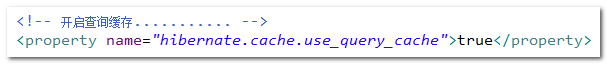 <!-- 开启查询缓存........... -->
<property name="hibernate.cache.use_query_cache">true</property>